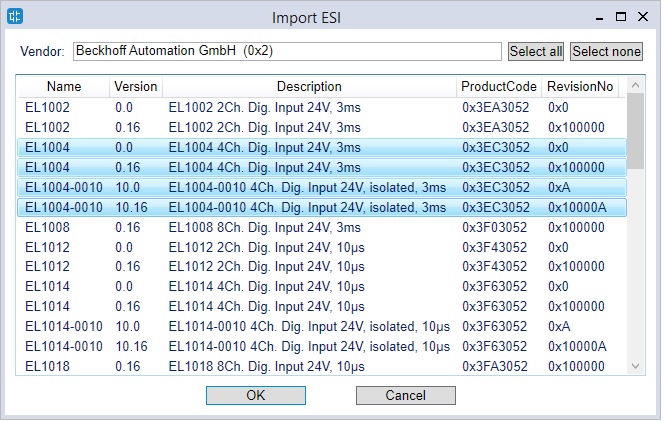 Import ESI
Vendor: Beckhoff Automation GmbH (0x2) Select all Select none
Name Version Description ProductCode RevisionNo
EL1002 0.0 EL1002 2Ch. Dig. Input 24V, 3ms 0x3EA3052 0x0
EL1002 0.16 EL1002 2Ch. Dig. Input 24V, 3ms 0x3EA3052 0x100000
EL1004 0.0 EL1004 4Ch. Dig. Input 24V, 3ms 0x3EC3052 0x0
EL1004 0.16 EL1004 4Ch. Dig. Input 24V, 3ms 0x3EC3052 0x100000
EL1004-0010 10.0 EL1004-0010 4Ch. Dig. Input 24V, isolated, 3ms 0x3EC3052 0xA
EL1004-0010 10.16 EL1004-0010 4Ch. Dig. Input 24V, isolated, 3ms 0x3EC3052 0x10000A
EL1008 0.16 EL1008 8Ch. Dig. Input 24V, 3ms 0x3F03052 0x100000
EL1012 0.0 EL1012 2Ch. Dig. Input 24V, 10µs 0x3F43052 0x0
EL1012 0.16 EL1012 2Ch. Dig. Input 24V, 10µs 0x3F43052 0x100000
EL1014 0.0 EL1014 4Ch. Dig. Input 24V, 10µs 0x3F63052 0x0
EL1014 0.16 EL1014 4Ch. Dig. Input 24V, 10µs 0x3F63052 0x100000
EL1014-0010 10.0 EL1014-0010 4Ch. Dig. Input 24V, isolated, 10µs 0x3F63052 0xA
EL1014-0010 10.16 EL1014-0010 4Ch. Dig. Input 24V, isolated, 10µs 0x3F63052 0x10000A
EL1018 0.16 EL1018 8Ch. Dig. Input 24V, 10µs 0x3FA3052 0x100000
OK Cancel